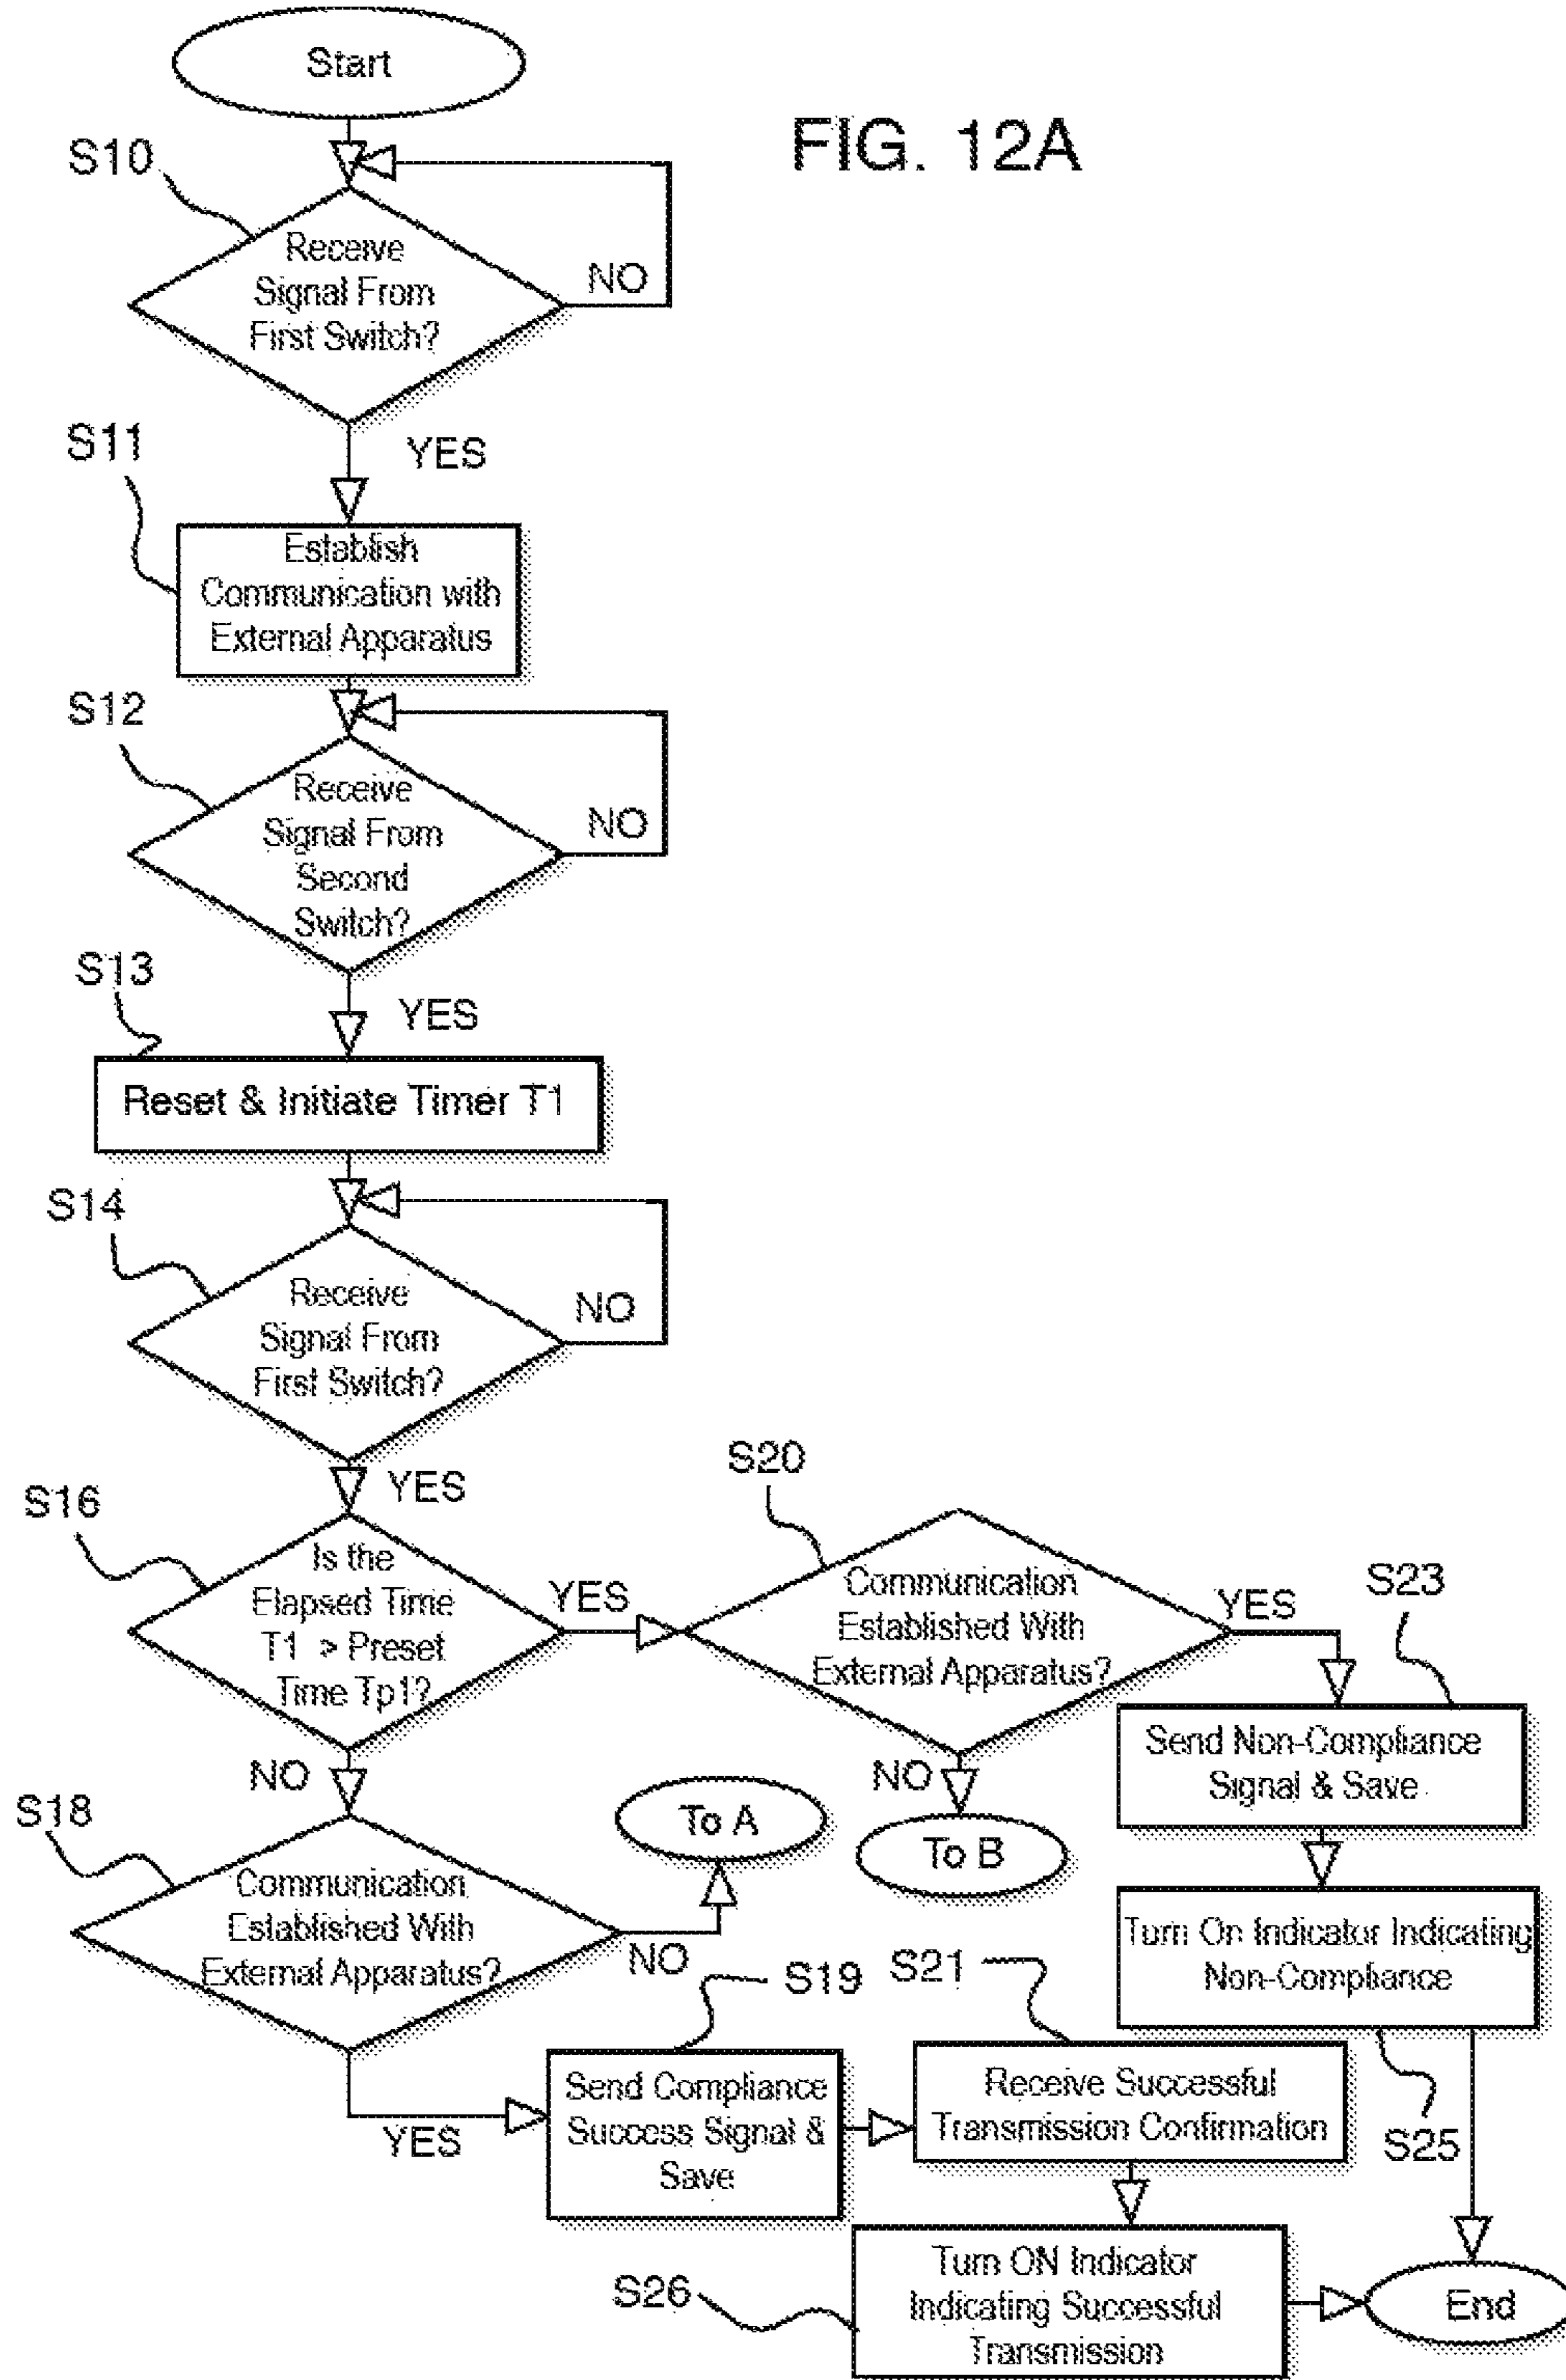 Start
FIG. 12A
S10
Receive
Signal From
First Switch?
NO
YES
S11
Establish
Communication with
External Apparatus
S12
Receive
Signal From
Second
Switch?
NO
YES
S13
Reset & Initiate Timer T1
S14
Receive
Signal From
First Switch?
NO
YES
S16
Is the
Elapsed Time
T1 > Preset
Time Tp1?
YES
NO
S20
Communication
Established With
External Apparatus?
YES
NO
To B
S23
Send Non-Compliance
Signal & Save
Turn On Indicator Indicating
Non-Compliance
S25
S18
Communication
Established With
External Apparatus?
NO
To A
YES
S19
Send Compliance
Success Signal &
Save
S21
Receive Successful
Transmission Confirmation
S26
Turn ON Indicator
Indicating Successful
Transmission
End